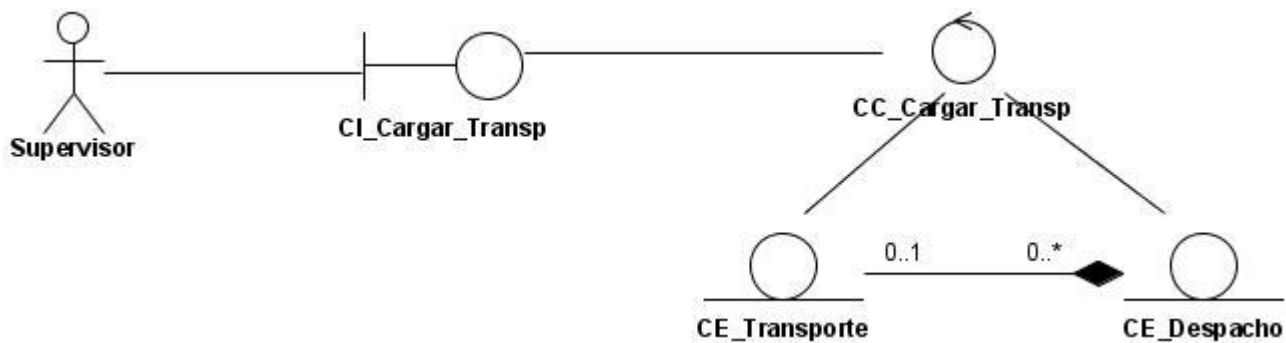 CI_Cargar_Transp
CC_Cargar_Transp
Supervisor
0..1
0..*
CE_Transporte
CE_Despacho